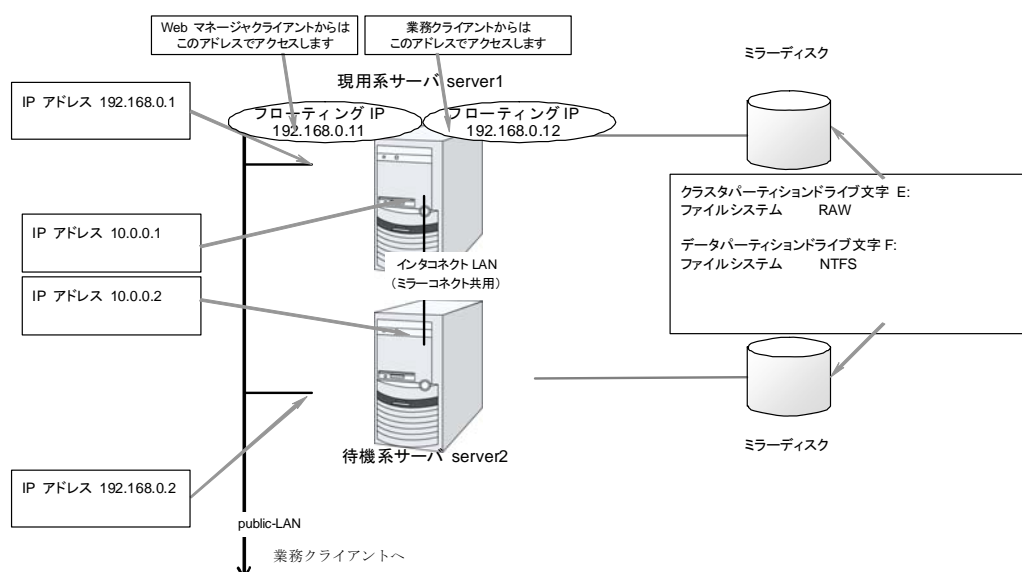 Web マネージャクライアントからは
このアドレスでアクセスします
業務クライアントからは
このアドレスでアクセスします
ミラーディスク
現用系サーバ server1
IP アドレス 192.168.0.1
フローティング IP
192.168.0.11
フローティング IP
192.168.0.12
クラスタパーティションドライブ文字 E:
ファイルシステム RAW
データパーティションドライブ文字 F:
ファイルシステム NTFS
IP アドレス 10.0.0.1
インタコネクト LAN
（ミラーコネクト共用）
IP アドレス 10.0.0.2
ミラーディスク
待機系サーバ server2
IP アドレス 192.168.0.2
public-LAN
業務クライアントへ